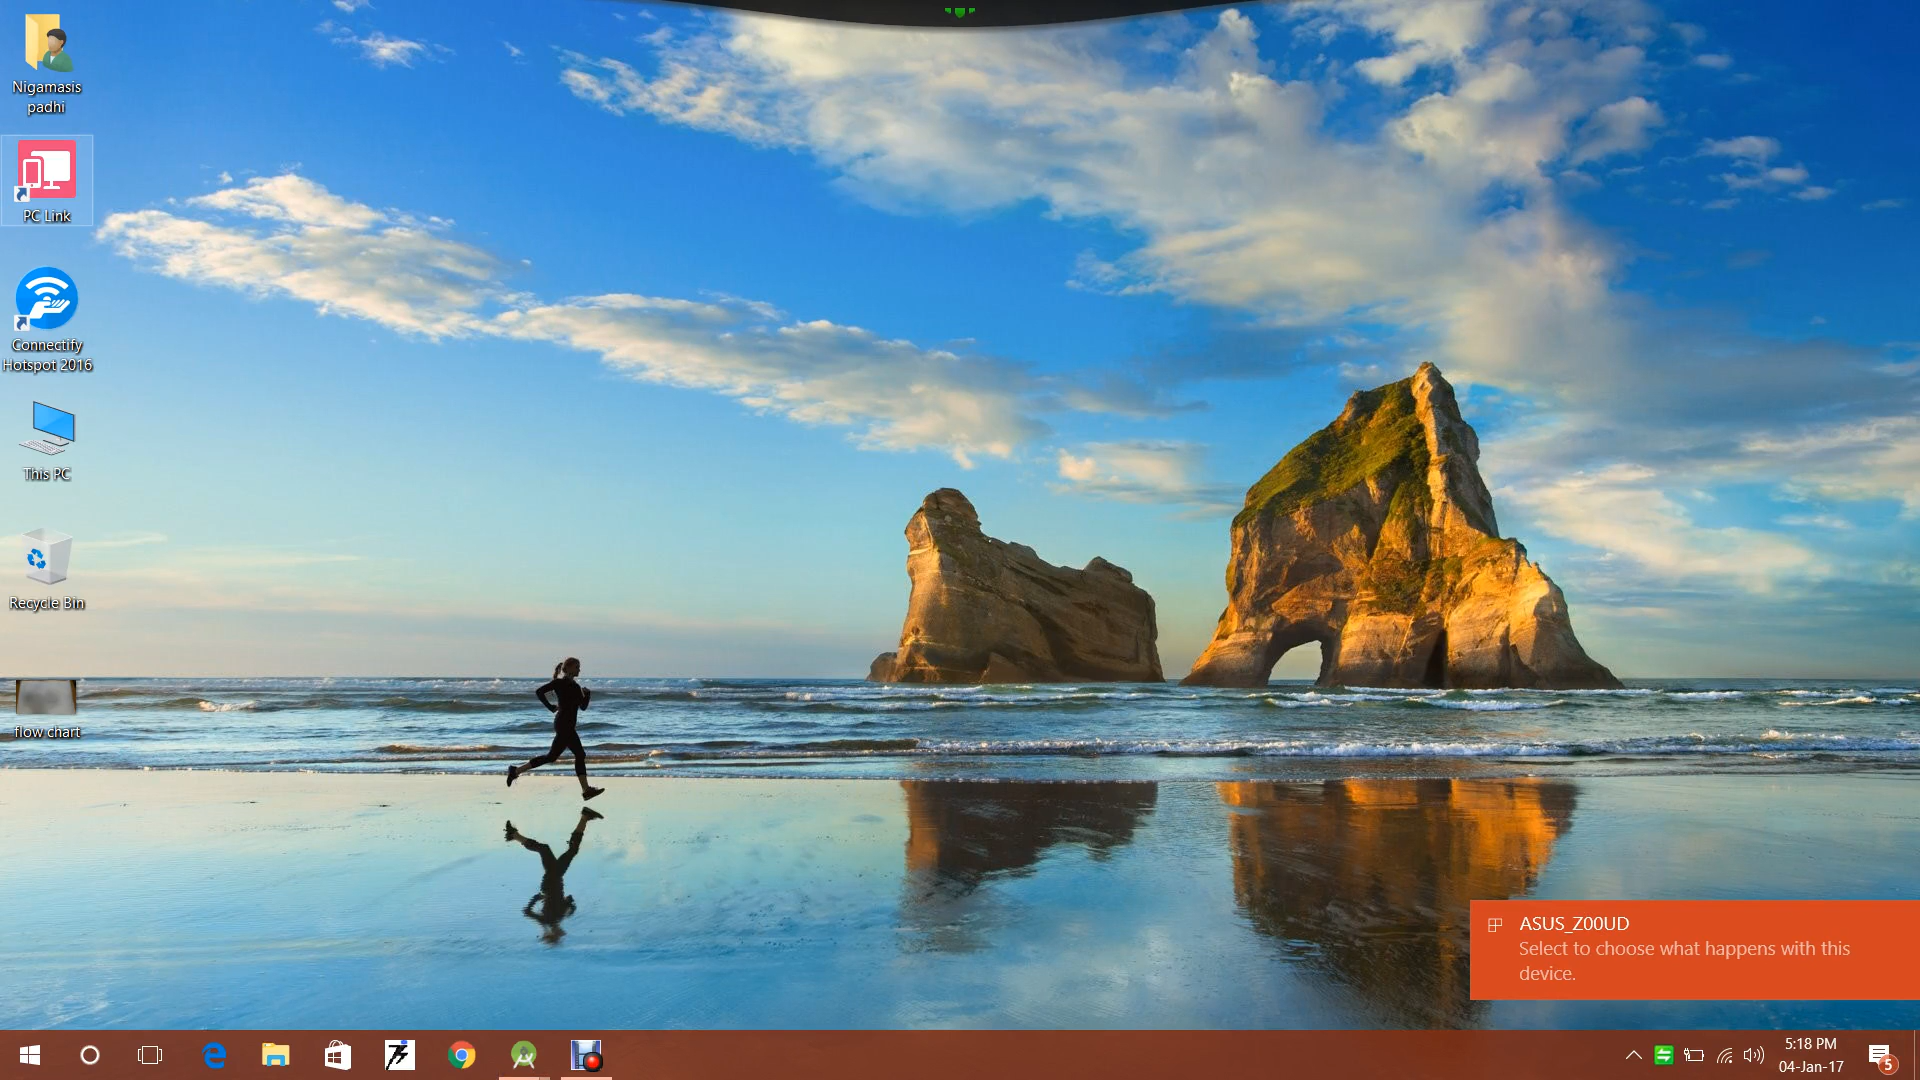 Nigamasis
padhi
PC Link
Connectify
Hotspot 2016
This PC
Recycle Bin
flow chart
ASUS_Z00UD
Select to choose what happens with this
device.
5:18 PM
04-Jan-17
5